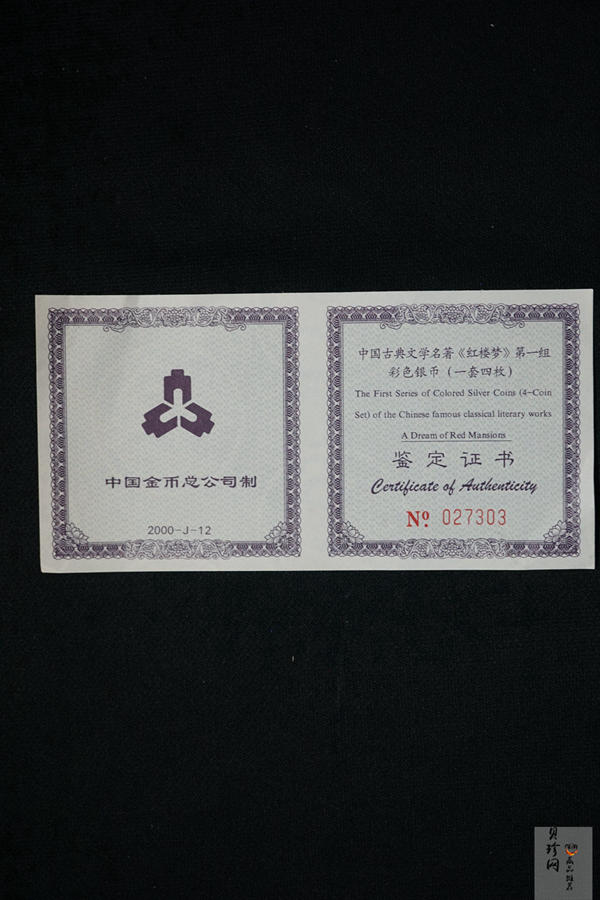 中国金币总公司制
2000-J-12
中国古典文学名著《红楼梦》第一组
彩色银币（一套四枚）
The First Series of Colored Silver Coins (4-Coin
Set) of the Chinese famous classical literary works
A Dream of Red Mansions
鉴定证书
Certificate of Authenticity
Nº 027303
贝珍网